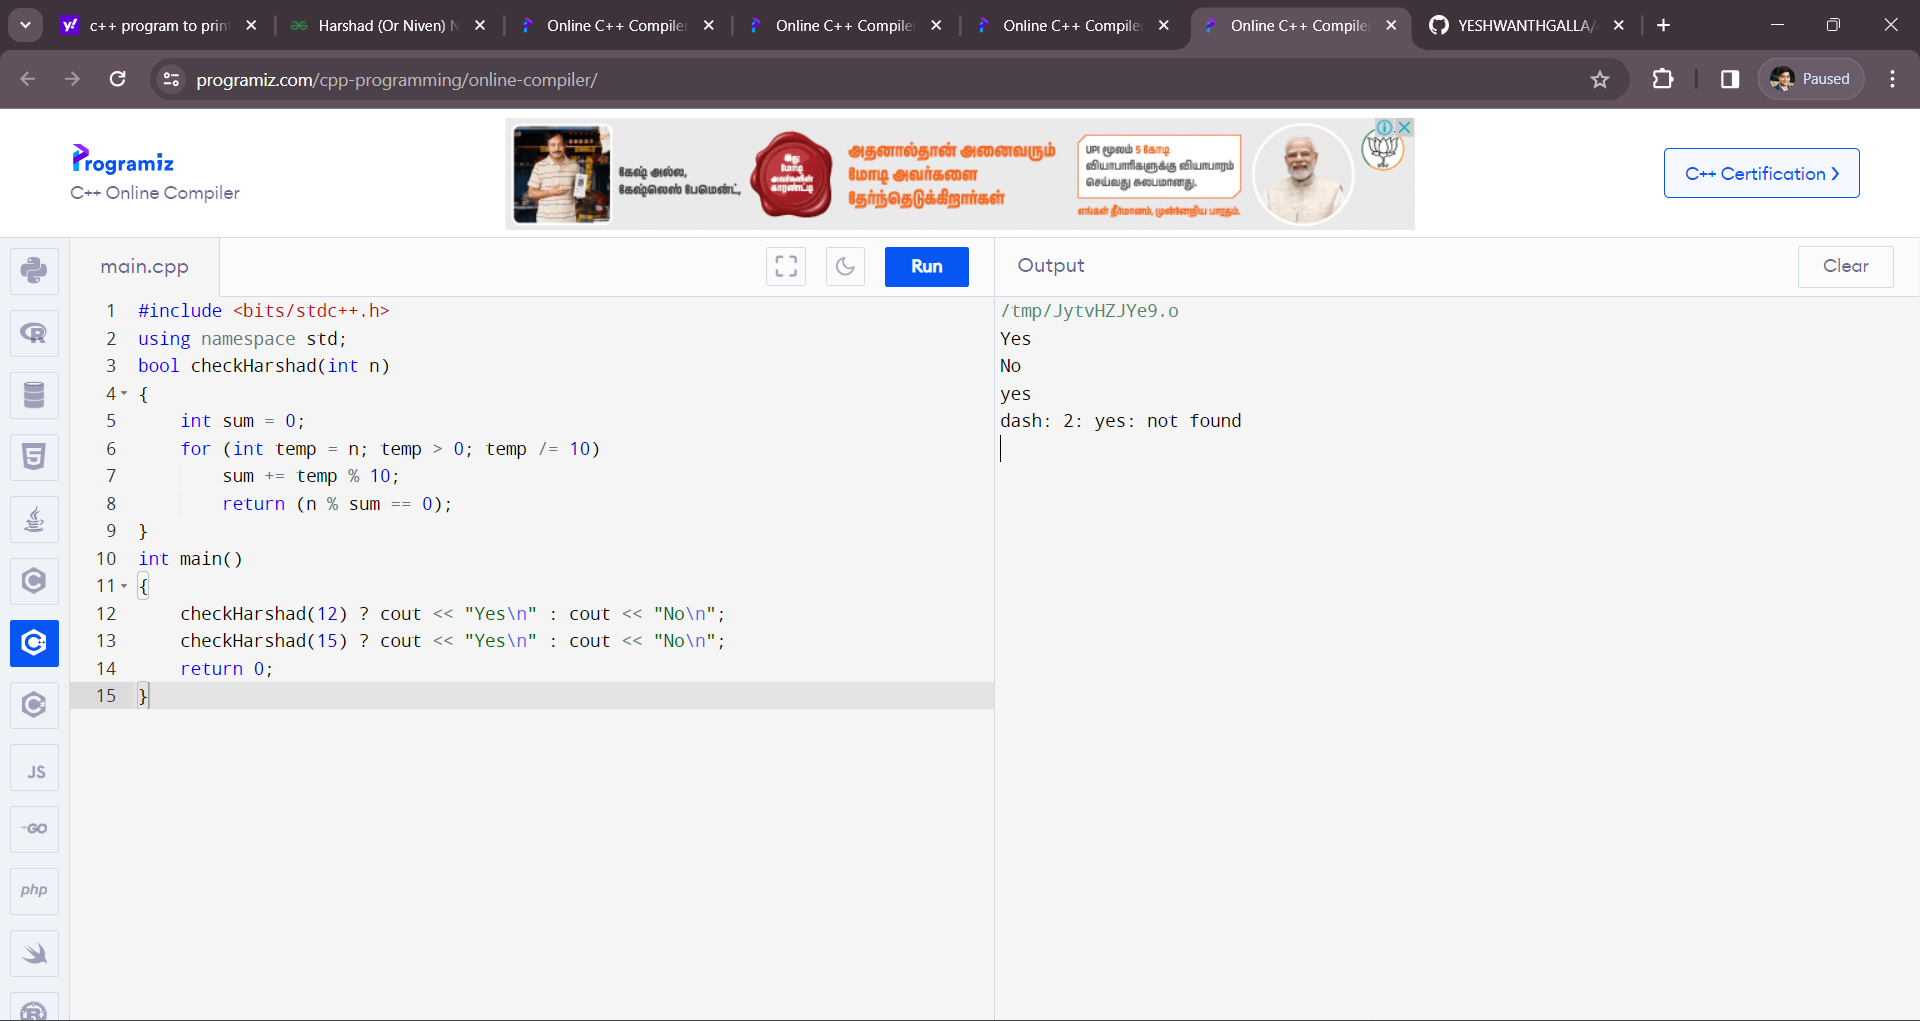 c++ program to prin
Harshad (Or Niven) N
Online C++ Compile
Online C++ Compile
Online C++ Compile
Online C++ Compile
YESHWANTHGALLA/
programiz.com/cpp-programming/online-compiler/
Paused
Programiz
C++ Online Compiler
கேஷ் அல்ல,
கேஷ்லெஸ் பேமென்ட்,
இது
மோடி
அவர்களின்
காரண்ட்டி
அதனால்தான் அனைவரும்
மோடி அவர்களை
தேர்ந்தெடுக்கிறார்கள்
UPI மூலம் 5 கோடி
வியாபாரிகளுக்கு வியாபாரம்
செய்வது சுலபமானது.
எங்கள் தீர்மானம், முன்னேறிய பாரதம்.
C++ Certification
main.cpp
Run
Output
Clear
1 #include <bits/stdc++.h>
2 using namespace std;
3 bool checkHarshad(int n)
4 {
5 int sum = 0;
6 for (int temp = n; temp > 0; temp /= 10)
7 sum += temp % 10;
8 return (n % sum == 0);
9 }
10 int main()
11 {
12 checkHarshad(12) ? cout << "Yes\n" : cout << "No\n";
13 checkHarshad(15) ? cout << "Yes\n" : cout << "No\n";
14 return 0;
15 }
/tmp/JytvHZJYe9.o
Yes
No
yes
dash: 2: yes: not found
JS
GO
php